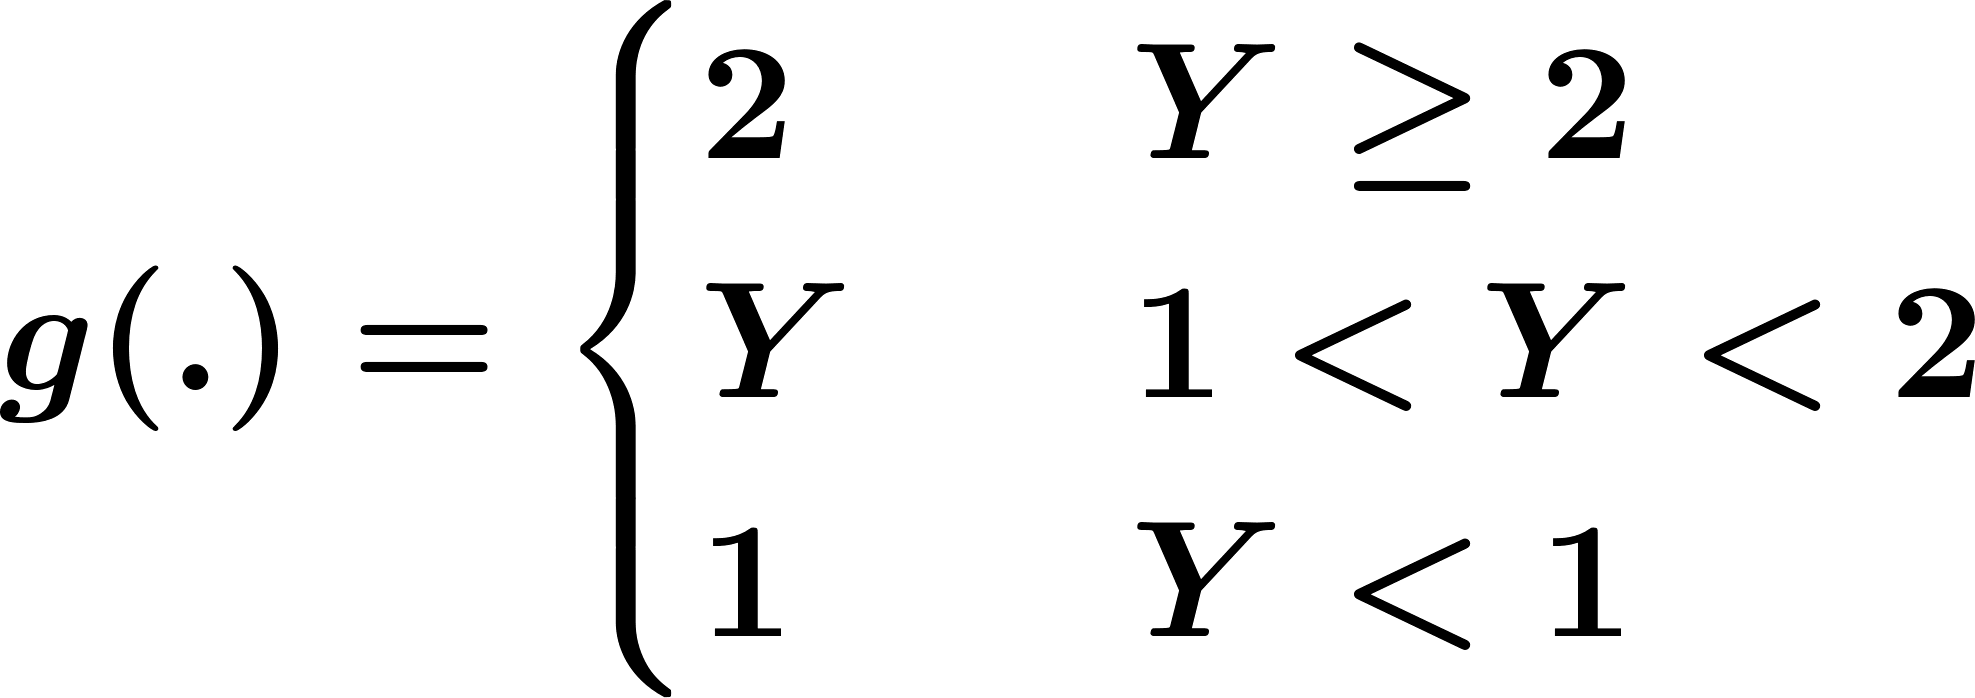 g(.) = { 2 Y ≥ 2
Y 1 < Y < 2
1 Y < 1